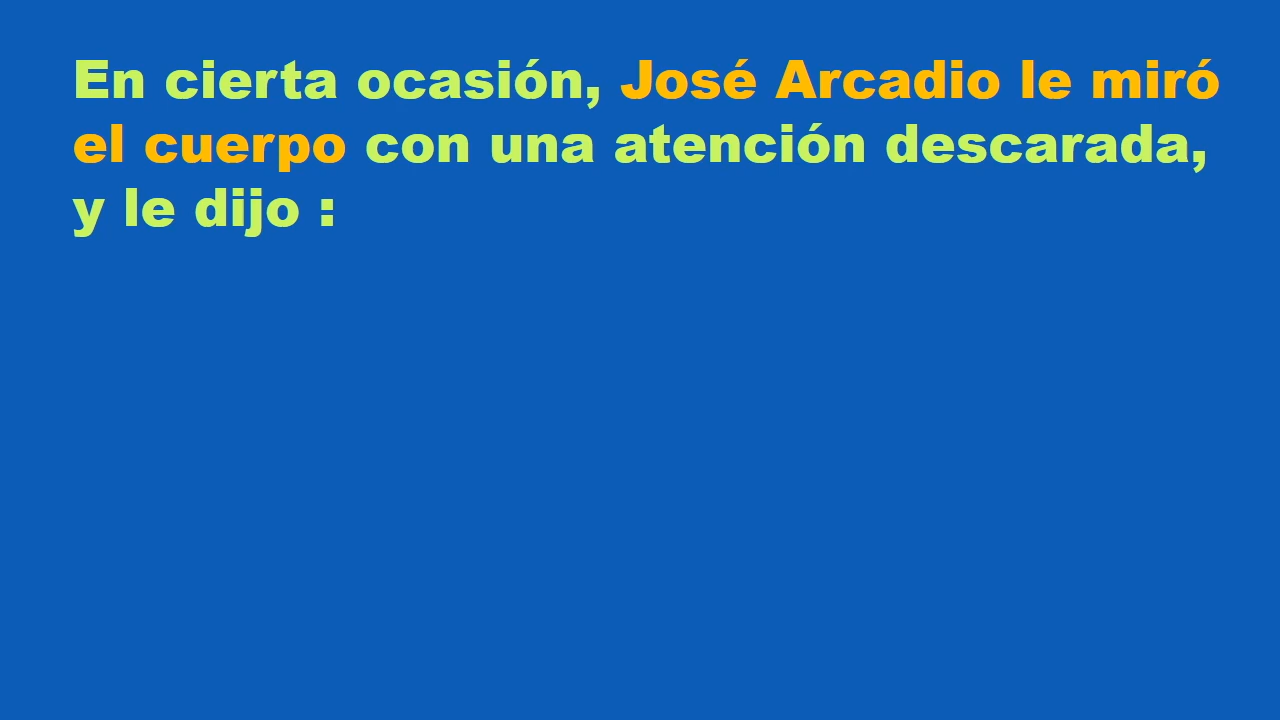 En cierta ocasión, José Arcadio le miró
el cuerpo con una atención descarada,
y le dijo :